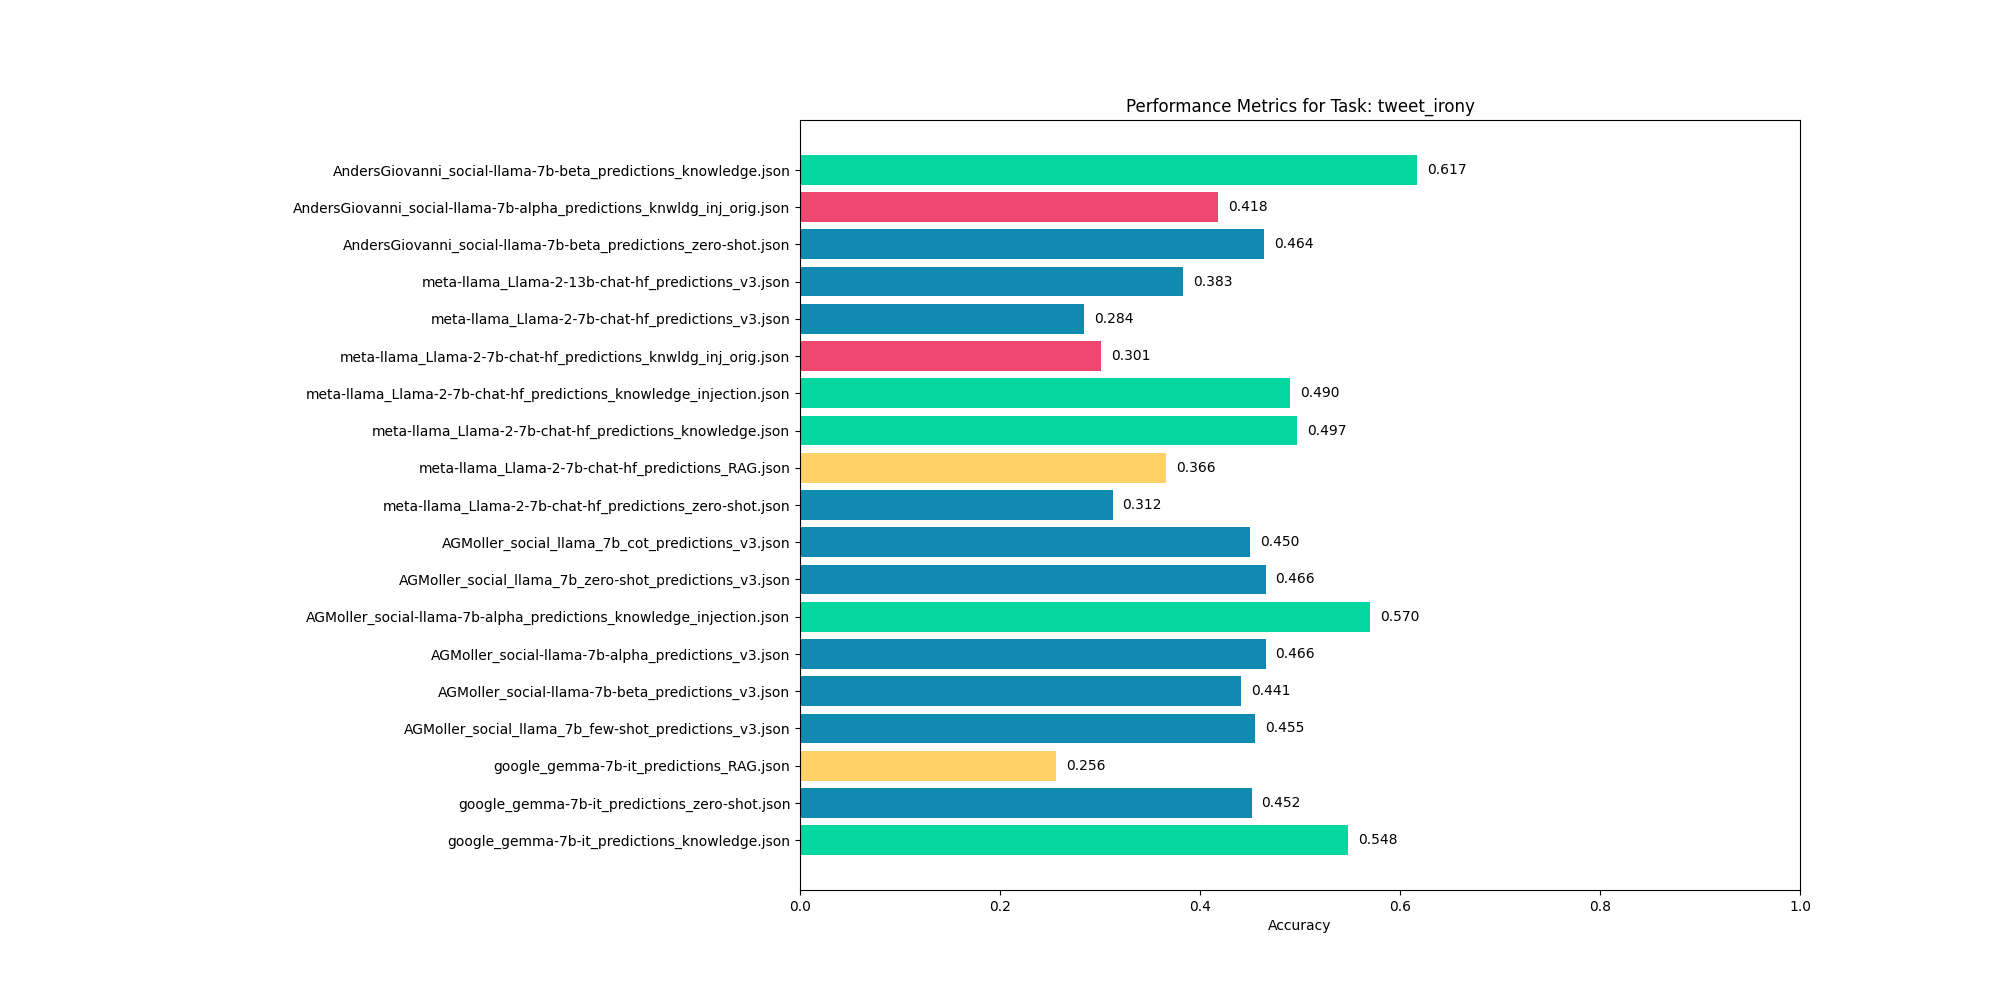 Performance Metrics for Task: tweet_irony
AndersGiovanni_social-llama-7b-beta_predictions_knowledge.json 0.617
AndersGiovanni_social-llama-7b-alpha_predictions_knwldg_inj_orig.json 0.418
AndersGiovanni_social-llama-7b-beta_predictions_zero-shot.json 0.464
meta-llama_Llama-2-13b-chat-hf_predictions_v3.json 0.383
meta-llama_Llama-2-7b-chat-hf_predictions_v3.json 0.284
meta-llama_Llama-2-7b-chat-hf_predictions_knwldg_inj_orig.json 0.301
meta-llama_Llama-2-7b-chat-hf_predictions_knowledge_injection.json 0.490
meta-llama_Llama-2-7b-chat-hf_predictions_knowledge.json 0.497
meta-llama_Llama-2-7b-chat-hf_predictions_RAG.json 0.366
meta-llama_Llama-2-7b-chat-hf_predictions_zero-shot.json 0.312
AGMoller_social_llama_7b_cot_predictions_v3.json 0.450
AGMoller_social_llama_7b_zero-shot_predictions_v3.json 0.466
AGMoller_social-llama-7b-alpha_predictions_knowledge_injection.json 0.570
AGMoller_social-llama-7b-alpha_predictions_v3.json 0.466
AGMoller_social-llama-7b-beta_predictions_v3.json 0.441
AGMoller_social_llama_7b_few-shot_predictions_v3.json 0.455
google_gemma-7b-it_predictions_RAG.json 0.256
google_gemma-7b-it_predictions_zero-shot.json 0.452
google_gemma-7b-it_predictions_knowledge.json 0.548
0.0 0.2 0.4 0.6 0.8 1.0
Accuracy